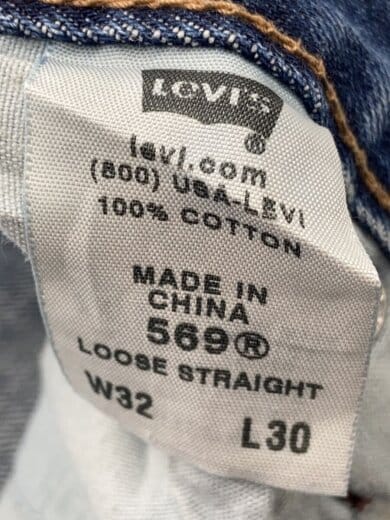 LEVI'S
®
levi.com
(800) USA-LEVI
100% COTTON
MADE IN
CHINA
569®
LOOSE STRAIGHT
W32 L30